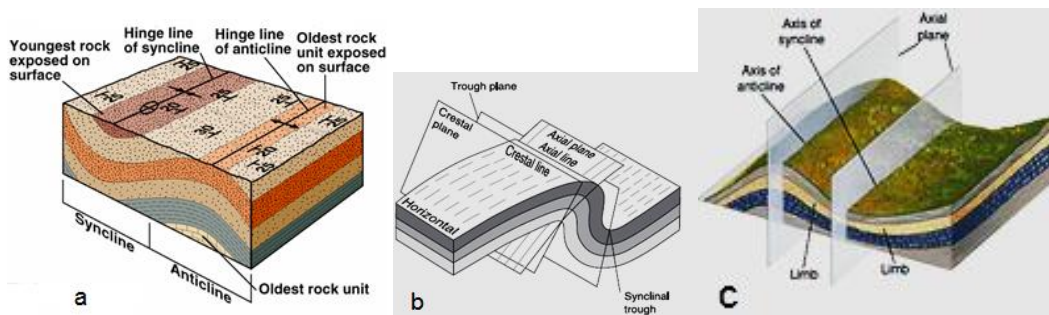 Hinge line
of syncline
Hinge line
of anticline
Oldest rock
unit exposed
on surface
Youngest rock
exposed on
surface
Syncline
Anticline
Oldest rock unit
a
Trough plane
Crestal
plane
Axial plane
Axial line
Crestal line
Horizontal
Synclinal
trough
b
Axis of
syncline
Axial
plane
Axis of
anticline
Limb
Limb
C